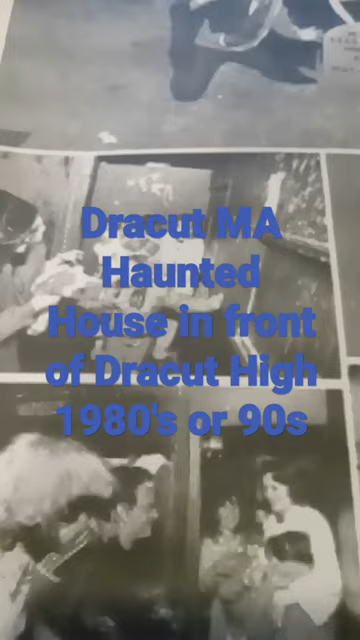 Dracut MA
Haunted
House in front
of Dracut High
1980's or 90s